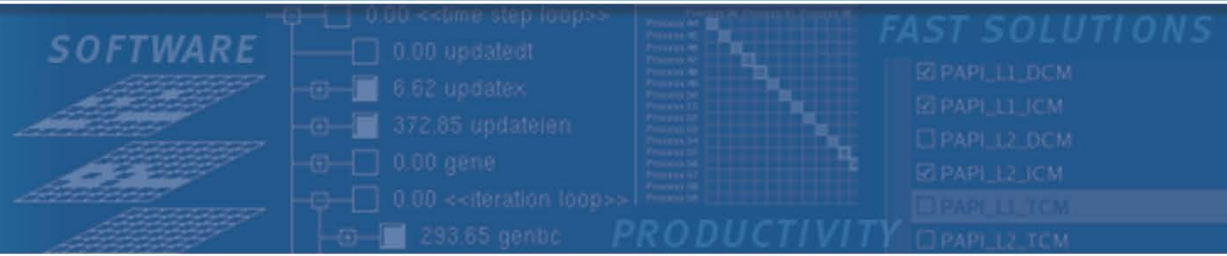 SOFTWARE
0.00 <<time step loop>>
0.00 updatedt
6.62 updatex
372.85 updateien
0.00 gene
0.00 <<iteration loop>>
293.65 genbc
PRODUCTIVITY
FAST SOLUTIONS
PAPI_L1_DCM
PAPI_L1_ICM
PAPI_L2_DCM
PAPI_L2_ICM
PAPI_L1_TCM
PAPI_L2_TCM